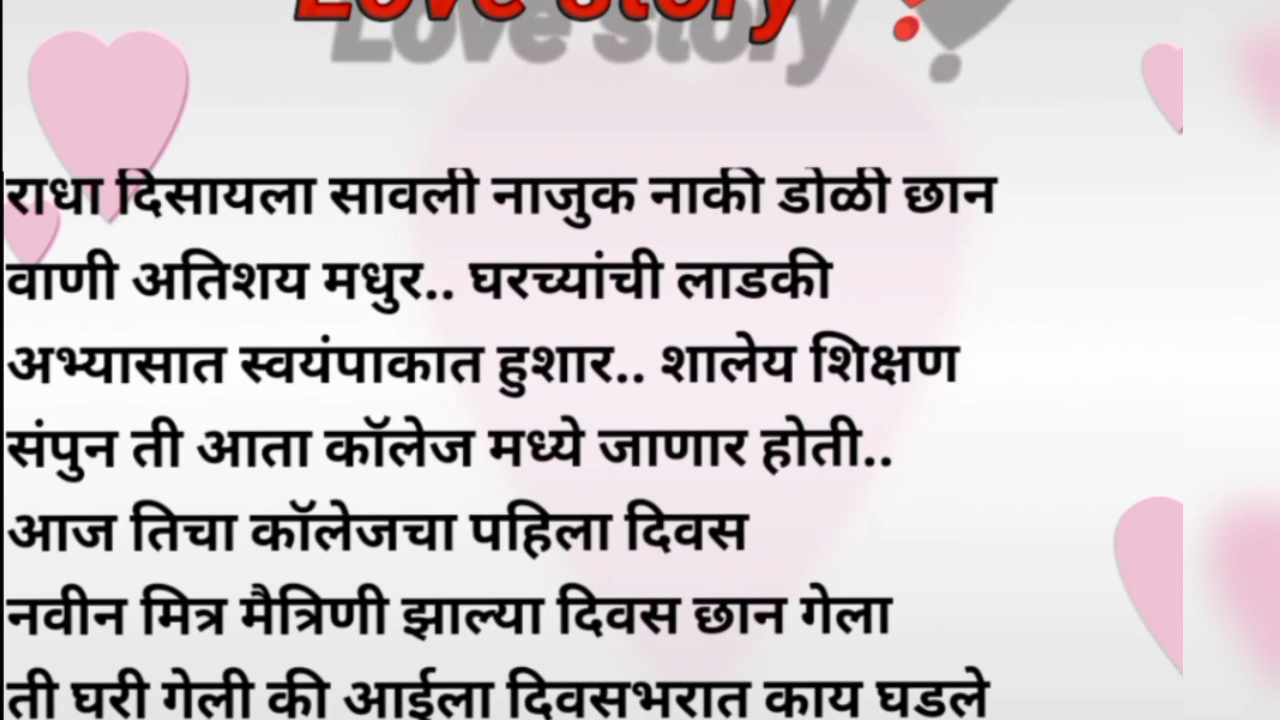 Love story
राधा दिसायला सावली नाजुक नाकी डोळी छान
वाणी अतिशय मधुर.. घरच्यांची लाडकी
अभ्यासात स्वयंपाकात हुशार.. शालेय शिक्षण
संपुन ती आता कॉलेज मध्ये जाणार होती..
आज तिचा कॉलेजचा पहिला दिवस
नवीन मित्र मैत्रिणी झाल्या दिवस छान गेला
ती घरी गेली की आईला दिवसभरात काय घडले